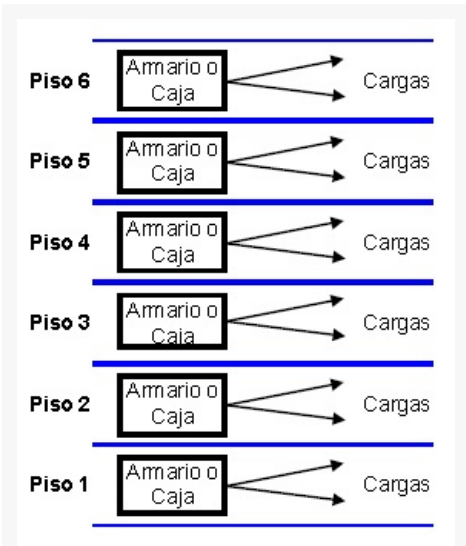 Piso 6
Armario o
Caja
Cargas
Piso 5
Armario o
Caja
Cargas
Piso 4
Armario o
Caja
Cargas
Piso 3
Armario o
Caja
Cargas
Piso 2
Armario o
Caja
Cargas
Piso 1
Armario o
Caja
Cargas